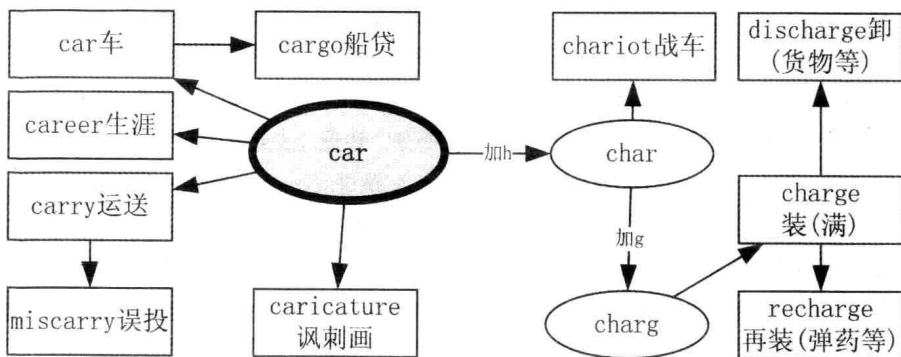 car车
cargo船贷
chariot战车
discharge卸
(货物等)
career生涯
car
加h
char
carry运送
charge
装(满)
加g
miscarry误投
caricature
讽刺画
charg
recharge
再装(弹药等)